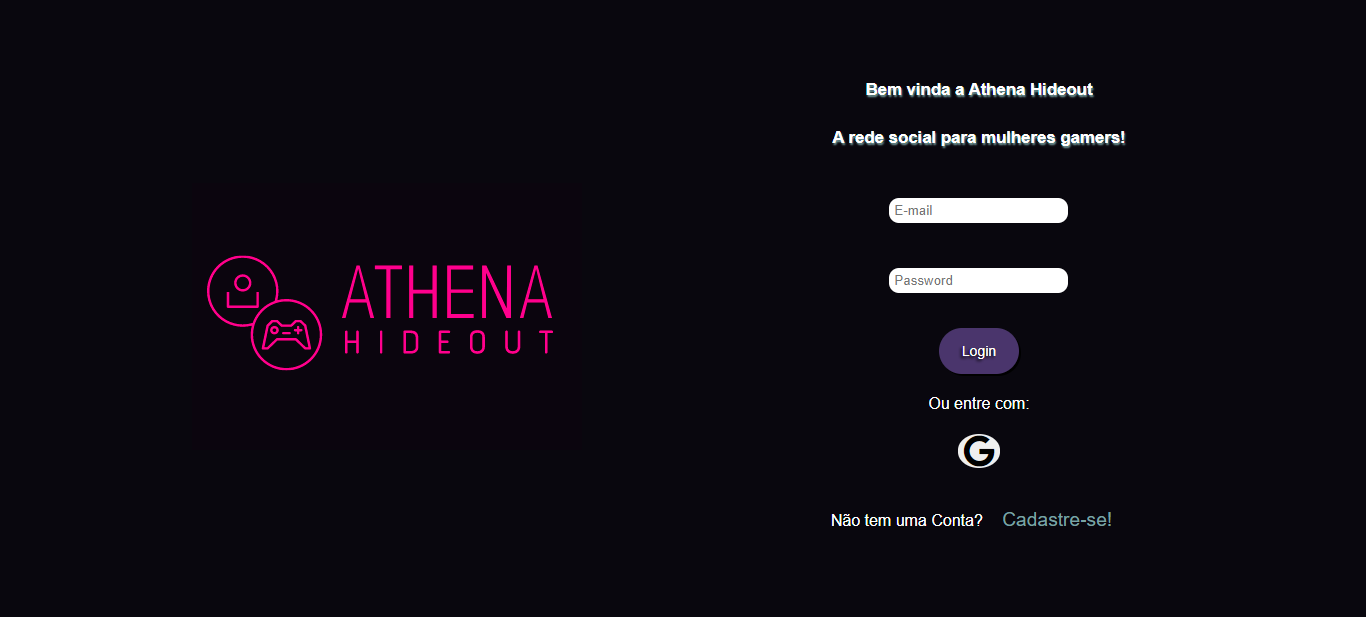 ATHENA
HIDEOUT
Bem vinda a Athena Hideout
A rede social para mulheres gamers!
E-mail
Password
Login
Ou entre com:
G
Não tem uma Conta? Cadastre-se!